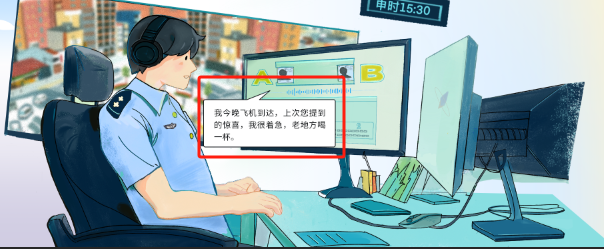 申时15:30
A
B
我今晚飞机到达，上次您提到
的惊喜，我很着急，老地方喝
一杯。